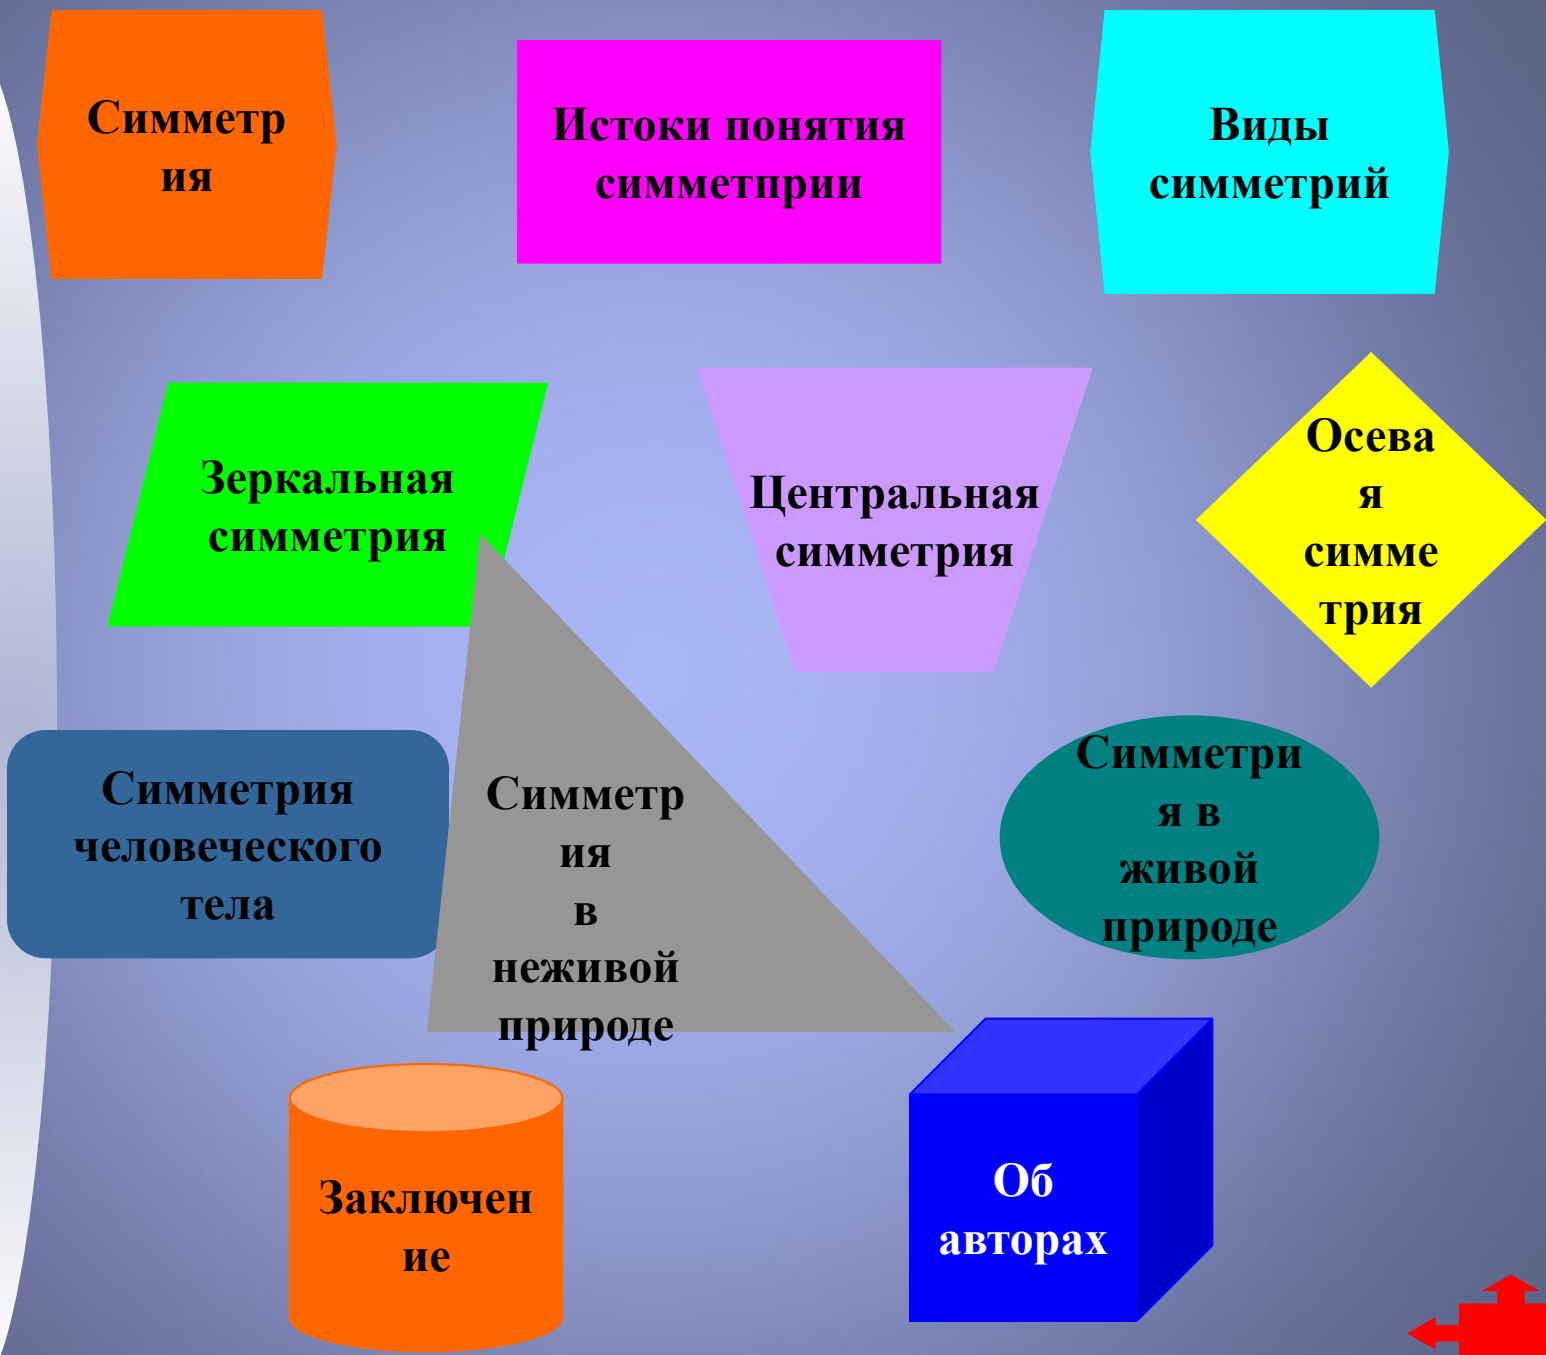 Симметр
ия
Истоки понятия
симметприи
Виды
симметрий
Зеркальная
симметрия
Центральная
симметрия
Осева
я
симме
трия
Симметрия
человеческого
тела
Симметр
ия
в
неживой
природе
Симметри
я в
живой
природе
Заключен
ие
Об
авторах